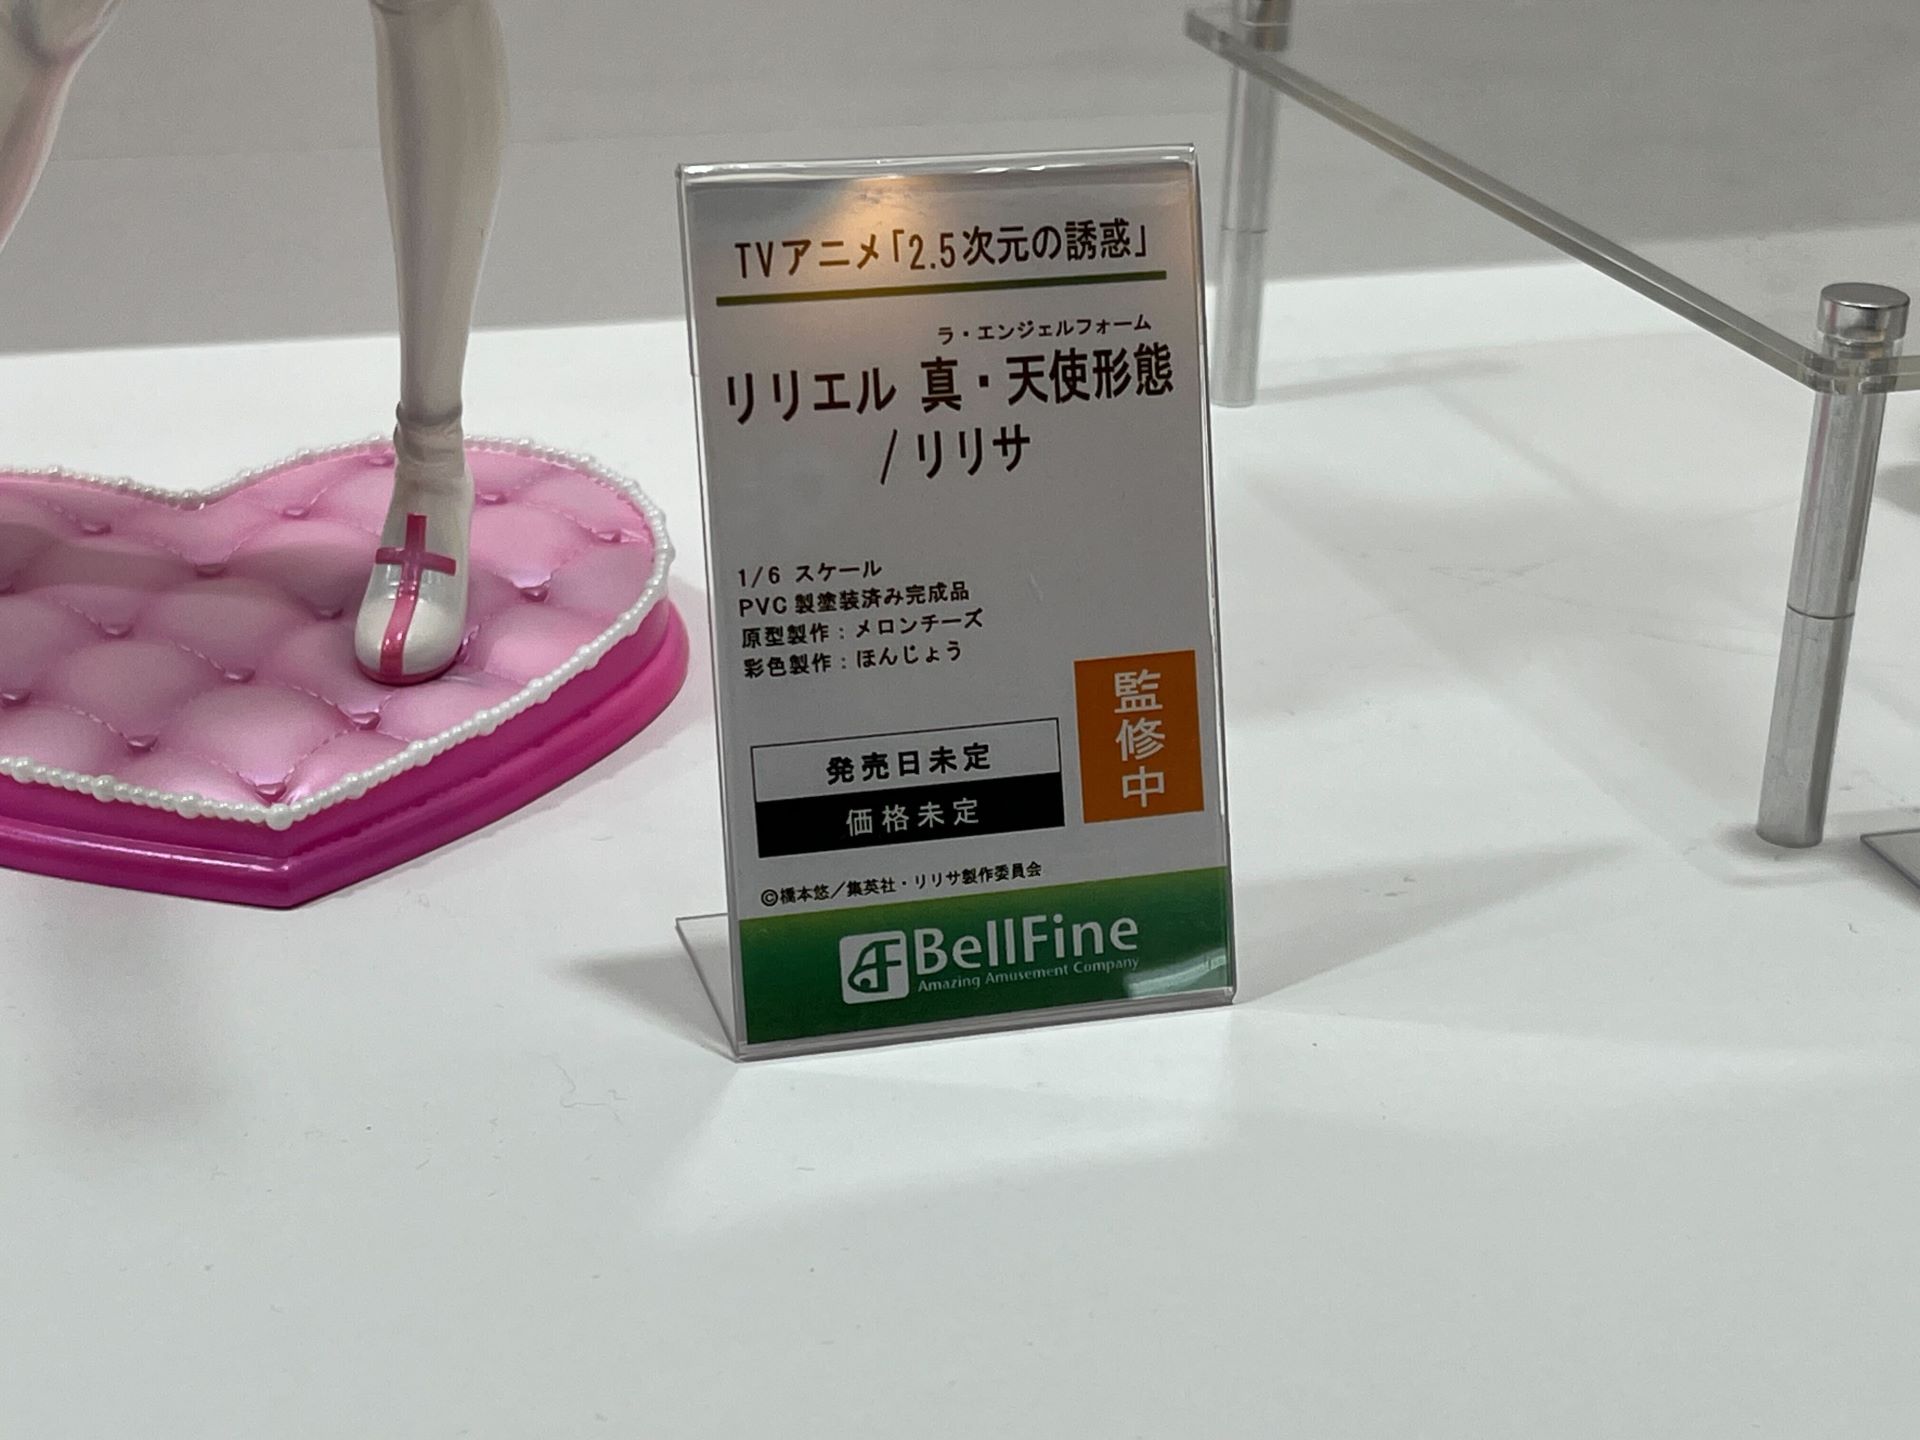 TVアニメ「2.5次元の誘惑」
ラ・エンジェルフォーム
リリエル 真・天使形態
/リリサ
1/6 スケール
PVC製塗装済み完成品
原型製作：メロンチーズ
彩色製作：ほんじょう
監修中
発売日未定
価格未定
©橋本悠／集英社・リリサ製作委員会
BellFine
Amazing Amusement Company